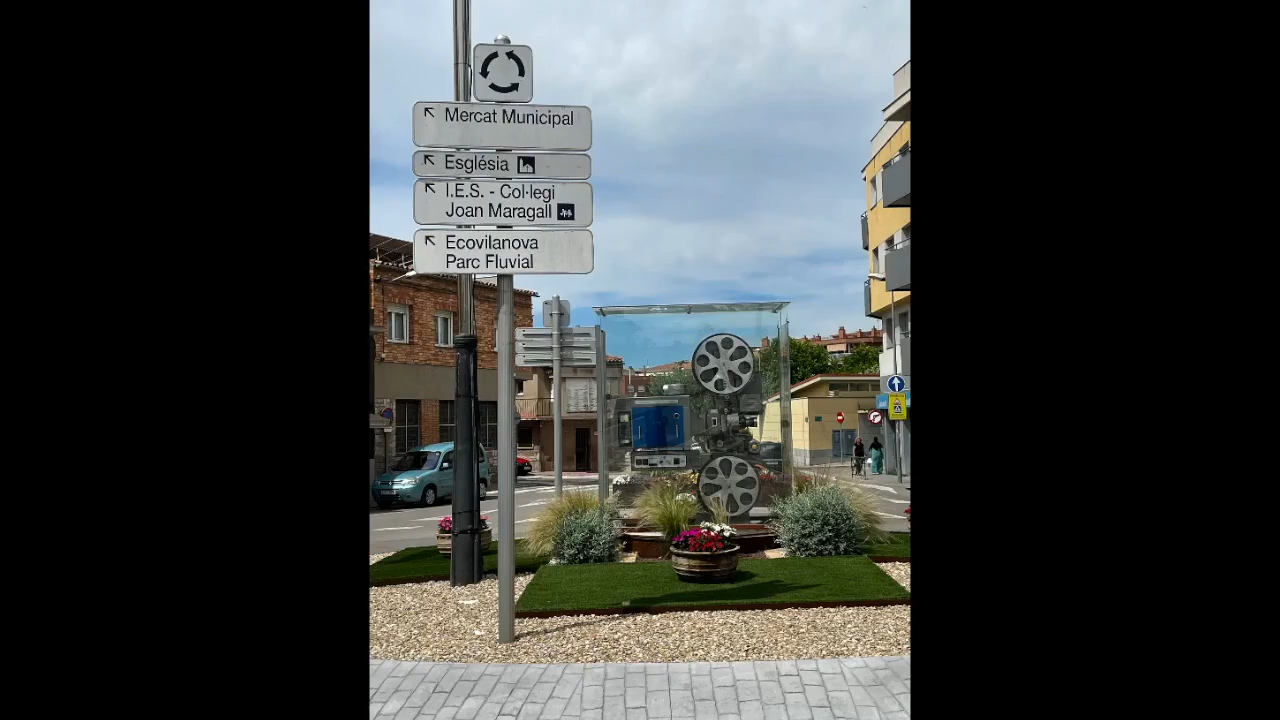 Mercat Municipal
Església
I.E.S. - Col·legi
Joan Maragall
Ecovilanova
Parc Fluvial